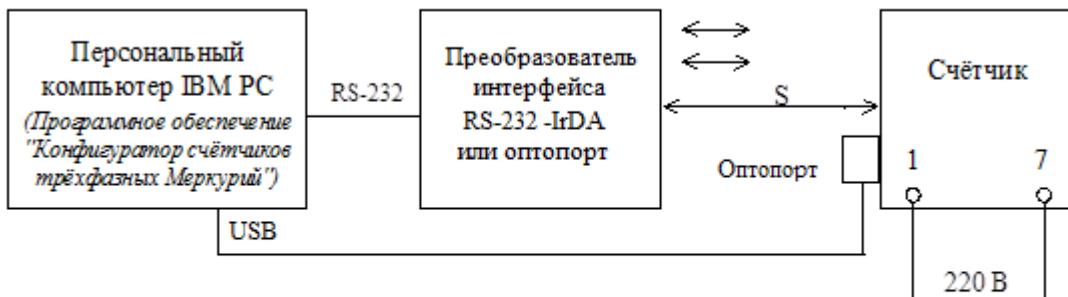 Персональный
компьютер IBM PC
(Программное обеспечение
"Конфигуратор счётчиков
трёхфазных Меркурий")
RS-232
Преобразователь
интерфейса
RS-232 -IrDA
или оптопорт
S
Счётчик
Оптопорт
1
7
USB
220 В